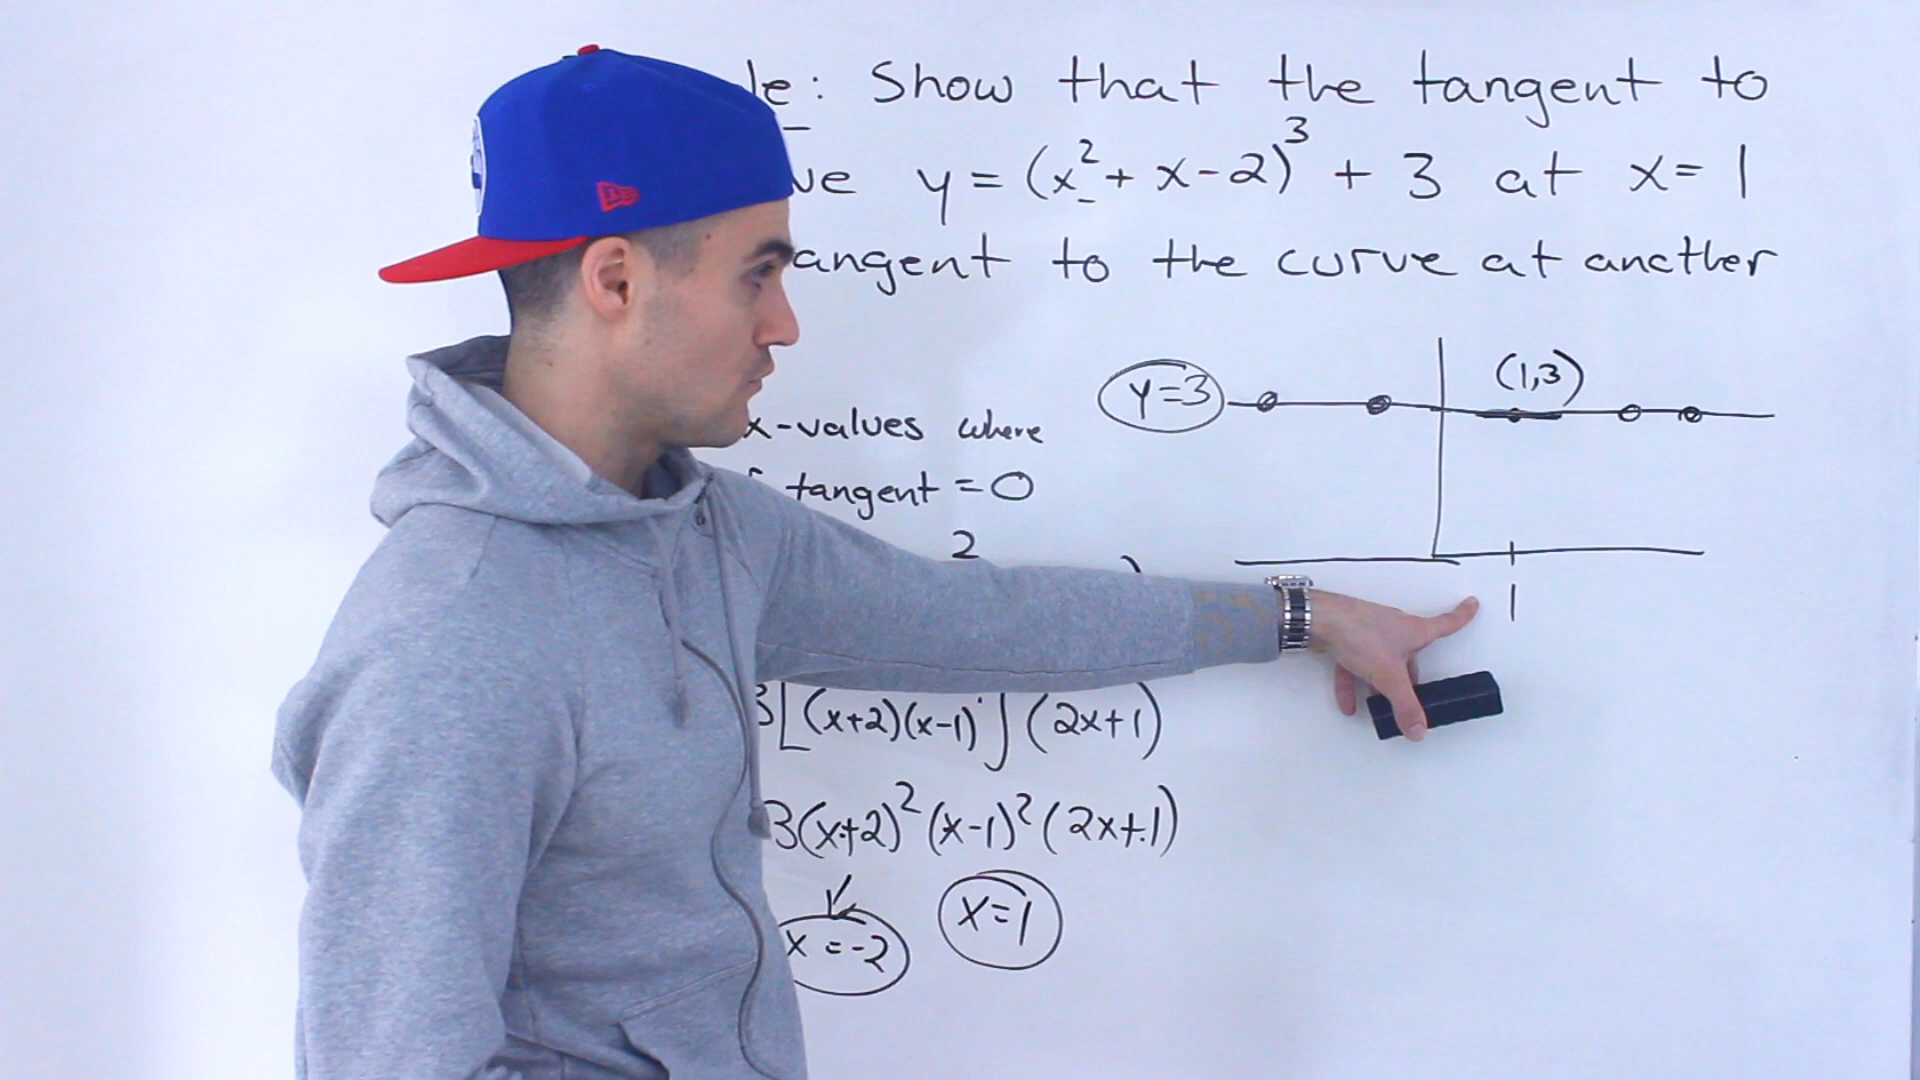 le: Show that the tangent to
ve y = (x²+ x-2)³ + 3 at x= 1
angent to the curve at another
(1,3)
y=3
x-values where
tangent = 0
2
)
1
3[(x+2)(x-1)](2x+1)
3(x+2)²(x-1)²(2x+1)
x = -2
x=1